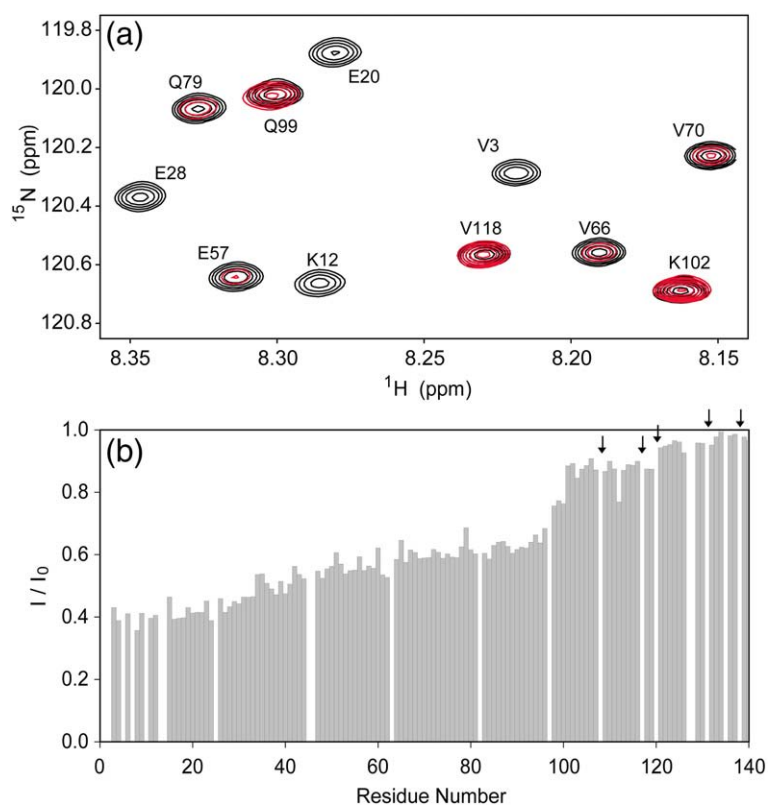 (a)
119.8
120.0
120.2
120.4
120.6
120.8
15N (ppm)
E20
Q79
Q99
V3
V70
E28
V118
V66
E57
K12
K102
8.35
8.30
8.25
8.20
8.15
1H (ppm)
(b)
1.0
0.8
0.6
0.4
0.2
0.0
I / I0
0
20
40
60
80
100
120
140
Residue Number